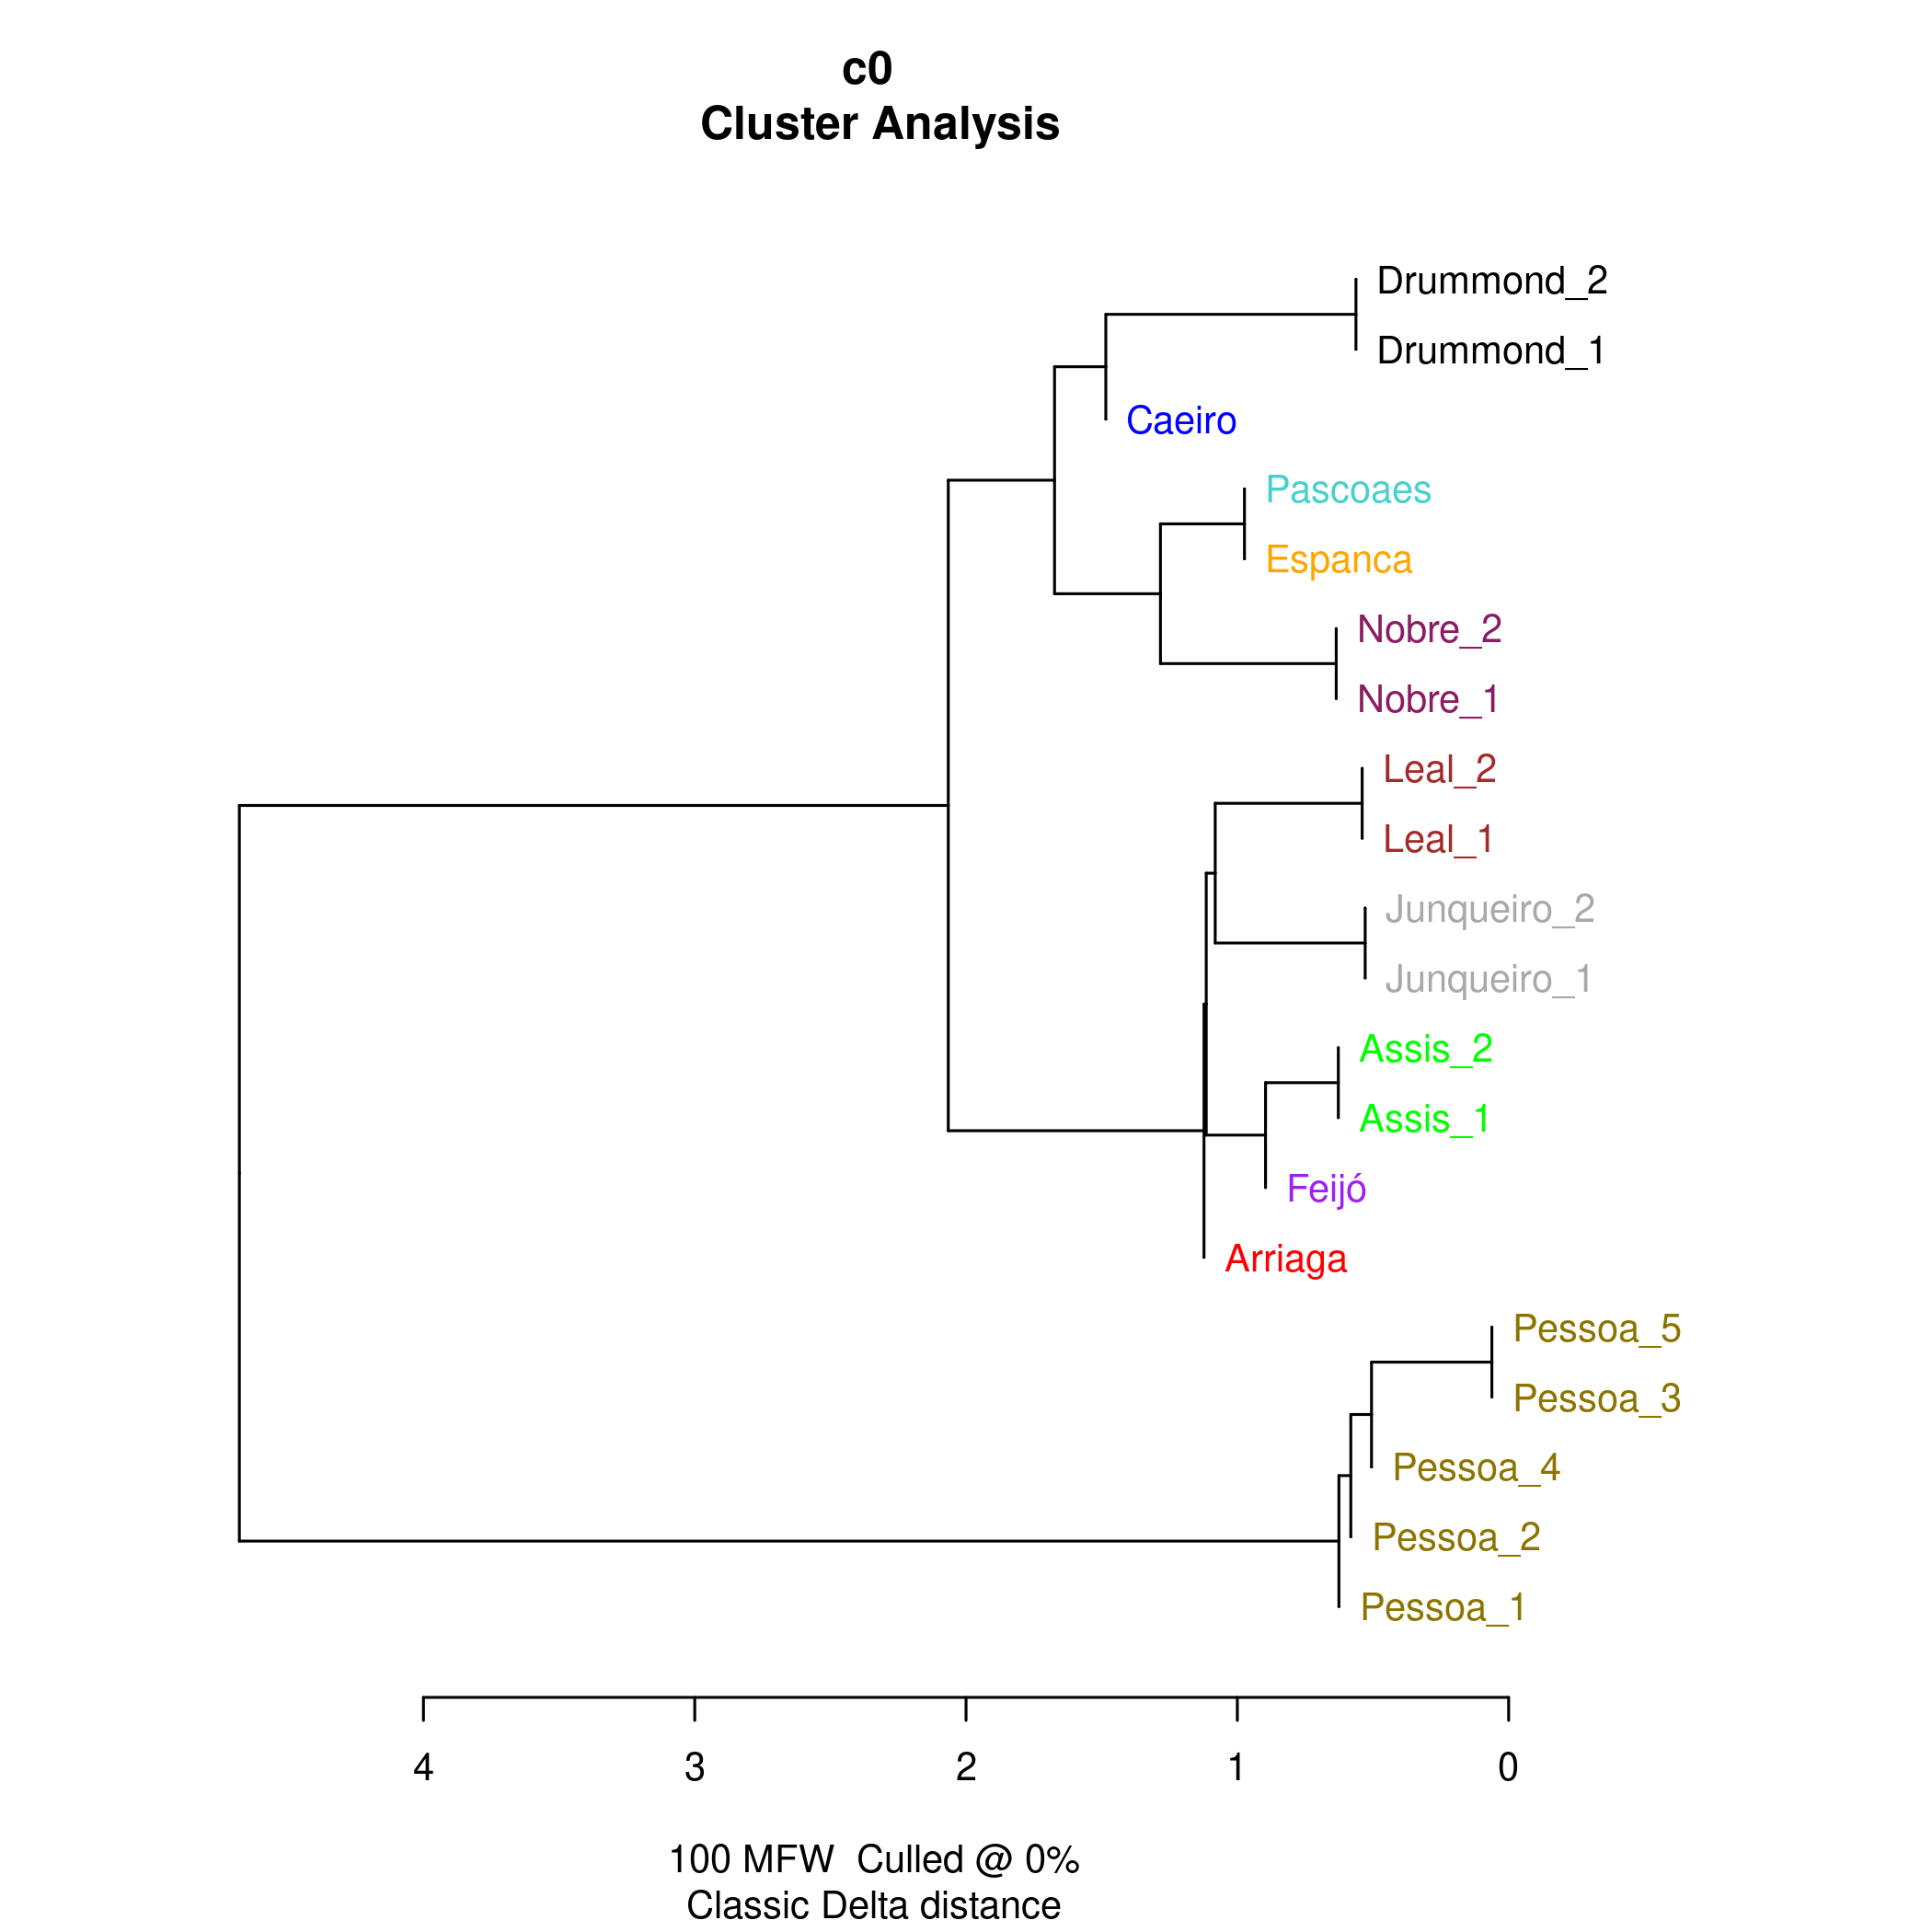 c0
Cluster Analysis
Drummond_2
Drummond_1
Caeiro
Pascoaes
Espanca
Nobre_2
Nobre_1
Leal_2
Leal_1
Junqueiro_2
Junqueiro_1
Assis_2
Assis_1
Feijó
Arriaga
Pessoa_5
Pessoa_3
Pessoa_4
Pessoa_2
Pessoa_1
4 3 2 1 0
100 MFW  Culled @ 0%
Classic Delta distance